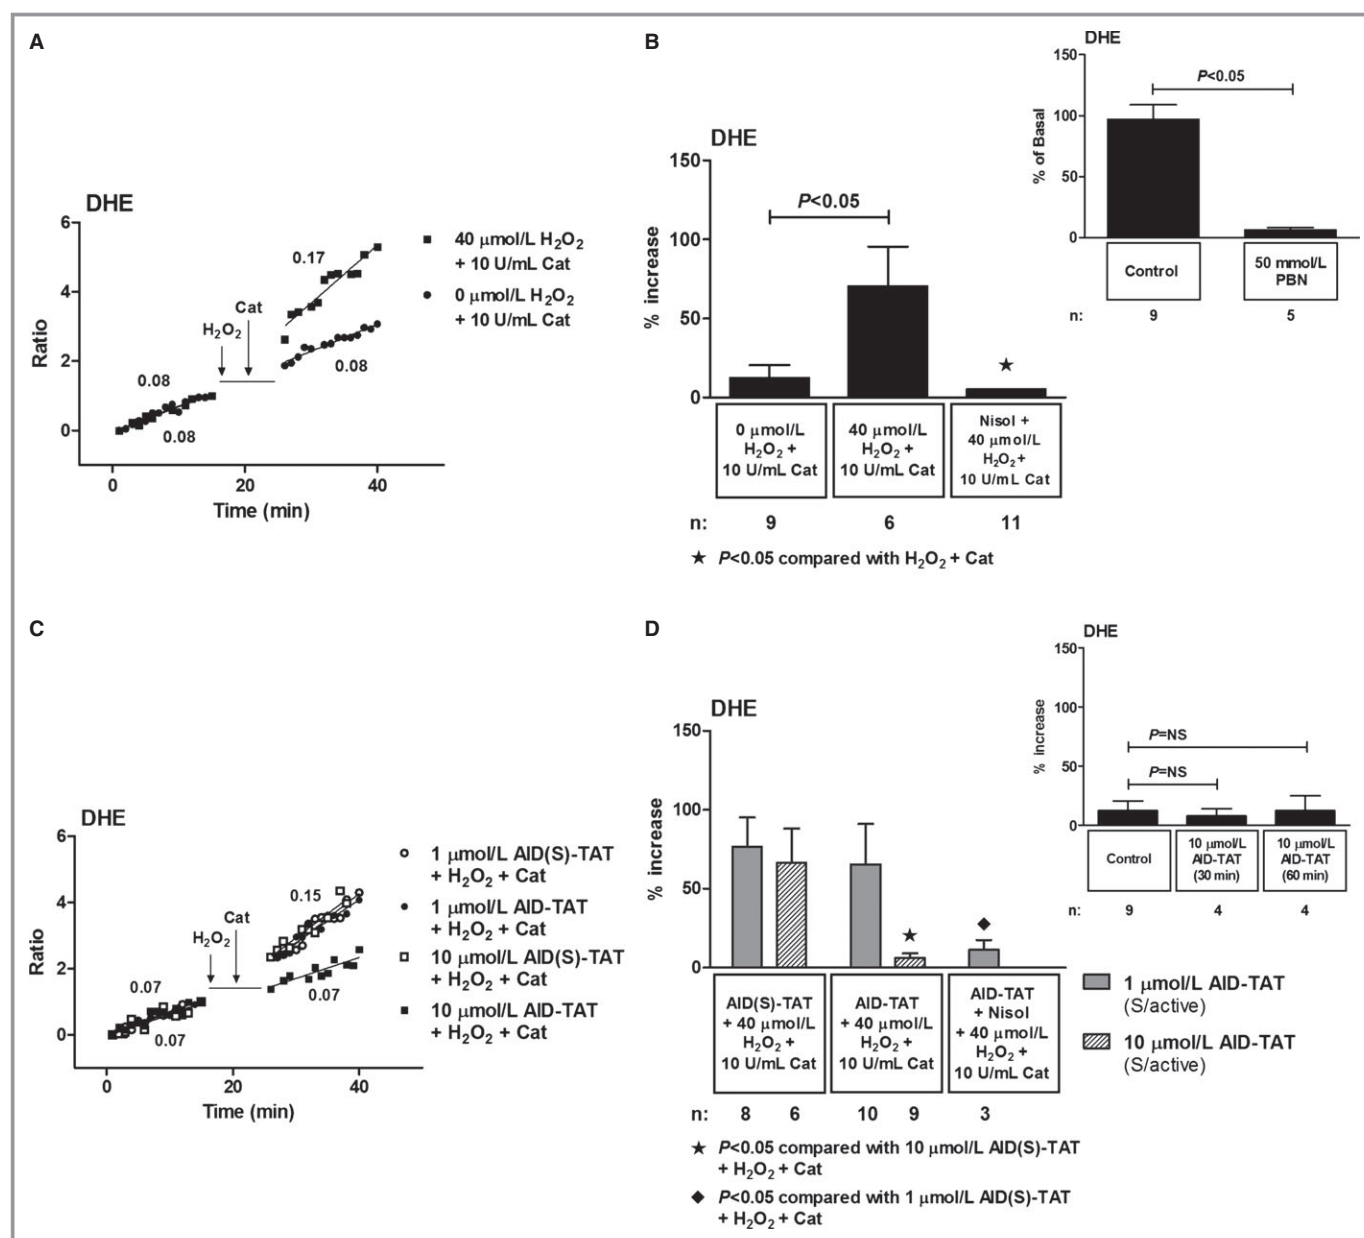 A
DHE
6
4
2
0
Ratio
0.17
Cat
H2O2
0.08
0.08
0.08
0
20
40
Time (min)
40 μmol/L H2O2
+ 10 U/mL Cat
0 μmol/L H2O2
+ 10 U/mL Cat
B
DHE
150
100
50
0
% increase
P<0.05
★
0 μmol/L
H2O2 +
10 U/mL Cat
40 μmol/L
H2O2 +
10 U/mL Cat
Nisol +
40 μmol/L
H2O2 +
10 U/mL Cat
n: 9 6 11
★ P<0.05 compared with H2O2 + Cat
DHE
150
100
50
0
% of Basal
P<0.05
Control
50 mmol/L
PBN
n: 9 5
C
DHE
6
4
2
0
Ratio
0.15
Cat
H2O2
0.07
0.07
0.07
0
20
40
Time (min)
1 μmol/L AID(S)-TAT
+ H2O2 + Cat
1 μmol/L AID-TAT
+ H2O2 + Cat
10 μmol/L AID(S)-TAT
+ H2O2 + Cat
10 μmol/L AID-TAT
+ H2O2 + Cat
D
DHE
150
100
50
0
% increase
★
◆
AID(S)-TAT
+ 40 μmol/L
H2O2 +
10 U/mL Cat
AID-TAT
+ 40 μmol/L
H2O2 +
10 U/mL Cat
AID-TAT
+ Nisol
+ 40 μmol/L
H2O2 +
10 U/mL Cat
n: 8 6 10 9 3
★ P<0.05 compared with 10 μmol/L AID(S)-TAT
+ H2O2 + Cat
◆ P<0.05 compared with 1 μmol/L AID(S)-TAT
+ H2O2 + Cat
DHE
150
100
50
0
% increase
P=NS
P=NS
Control
10 μmol/L
AID-TAT
(30 min)
10 μmol/L
AID-TAT
(60 min)
n: 9 4 4
1 μmol/L AID-TAT
(S/active)
10 μmol/L AID-TAT
(S/active)